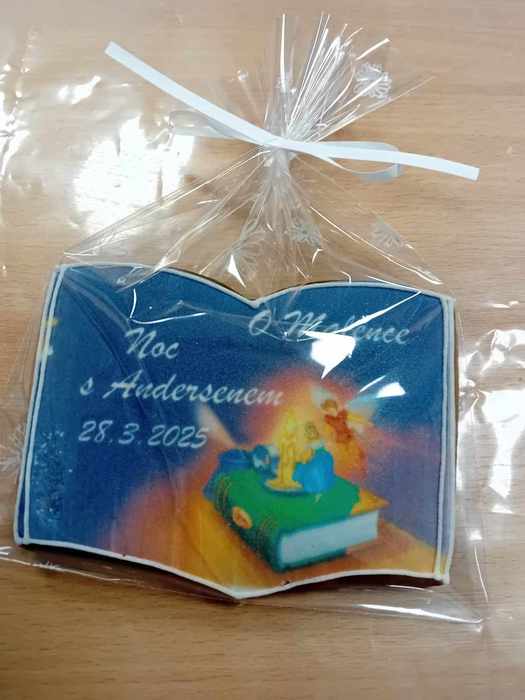 Noc
s Andersenem
28.3.2025
O Malence